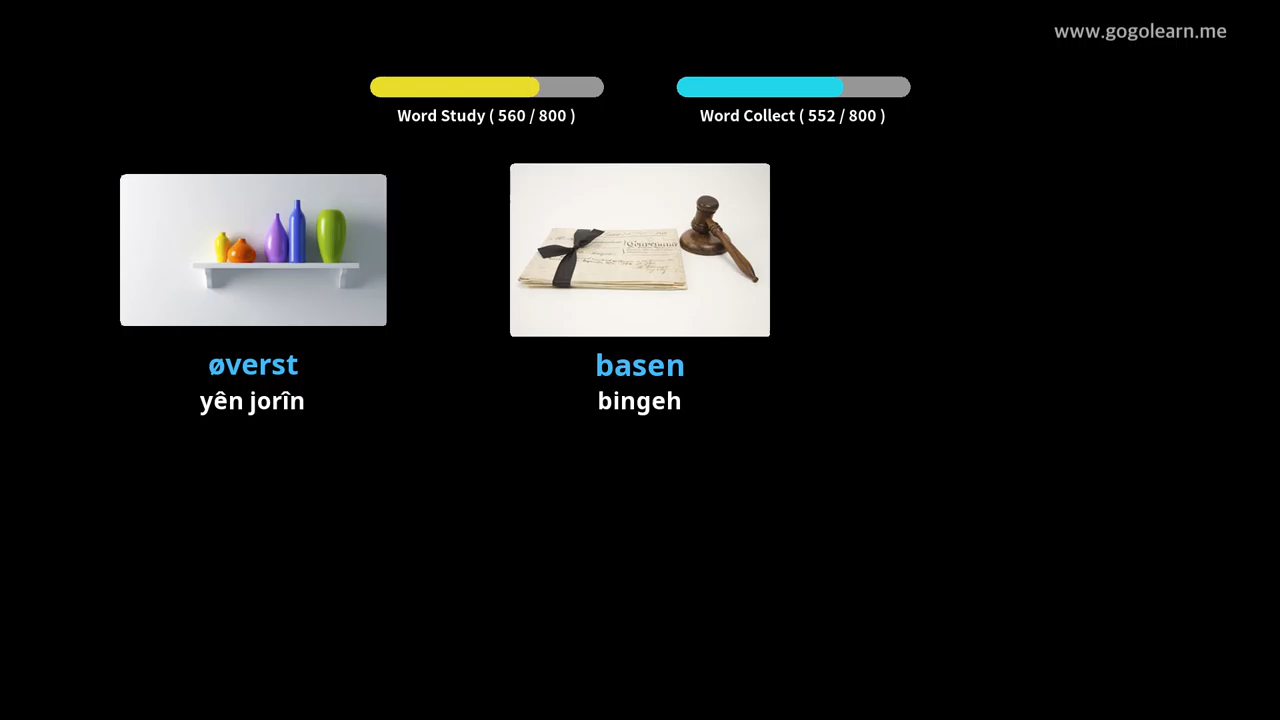 www.gogolearn.me
Word Study ( 560 / 800 )
Word Collect ( 552 / 800 )
øverst
yên jorîn
basen
bingeh